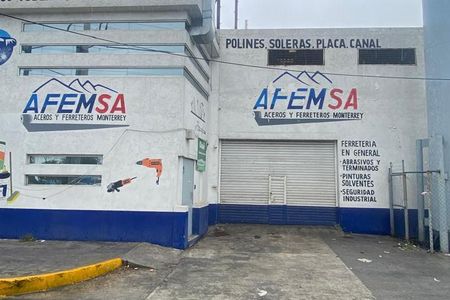 POLINES, SOLERAS, PLACA, CANAL
AFEMSA
ACEROS Y FERRETEROS MONTERREY
AFEMSA
ACEROS Y FERRETEROS MONTERREY
FERRETERIA
EN GENERAL
- ABRASIVOS Y
TERMINADOS
- PINTURAS
SOLVENTES
- SEGURIDAD
INDUSTRIAL